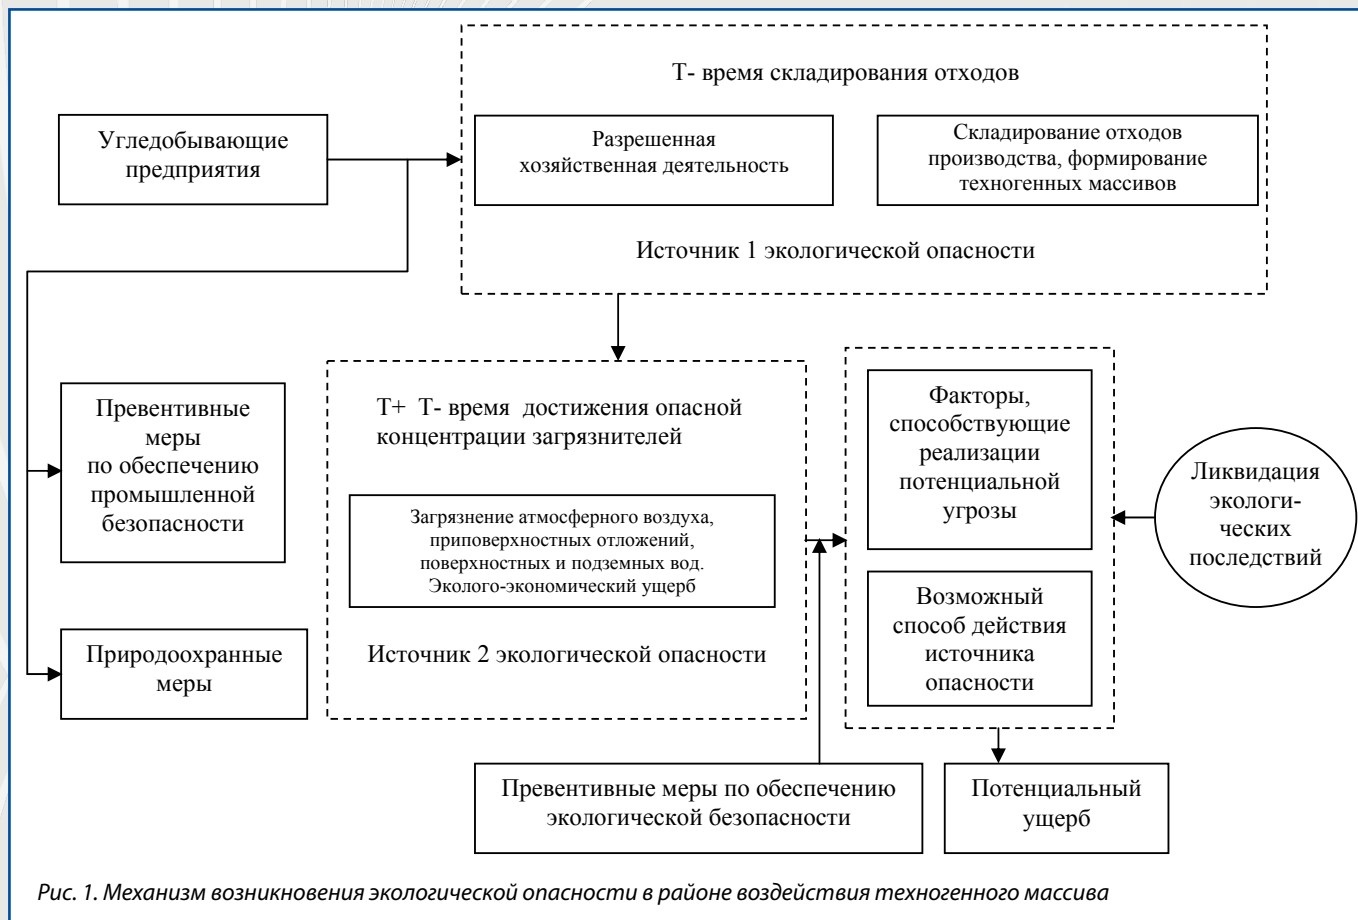 Т- время складирования отходов
Угледобывающие
предприятия
Разрешенная
хозяйственная деятельность
Складирование отходов
производства, формирование
техногенных массивов
Источник 1 экологической опасности
Превентивные
меры
по обеспечению
промышленной
безопасности
Природоохранные
меры
Т+ Т- время достижения опасной
концентрации загрязнителей
Загрязнение атмосферного воздуха,
приповерхностных отложений,
поверхностных и подземных вод.
Эколого-экономический ущерб
Источник 2 экологической опасности
Факторы,
способствующие
реализации
потенциальной
угрозы
Возможный
способ действия
источника
опасности
Ликвидация
экологи-
ческих
последствий
Превентивные меры по обеспечению
экологической безопасности
Потенциальный
ущерб
Рис. 1. Механизм возникновения экологической опасности в районе воздействия техногенного массива